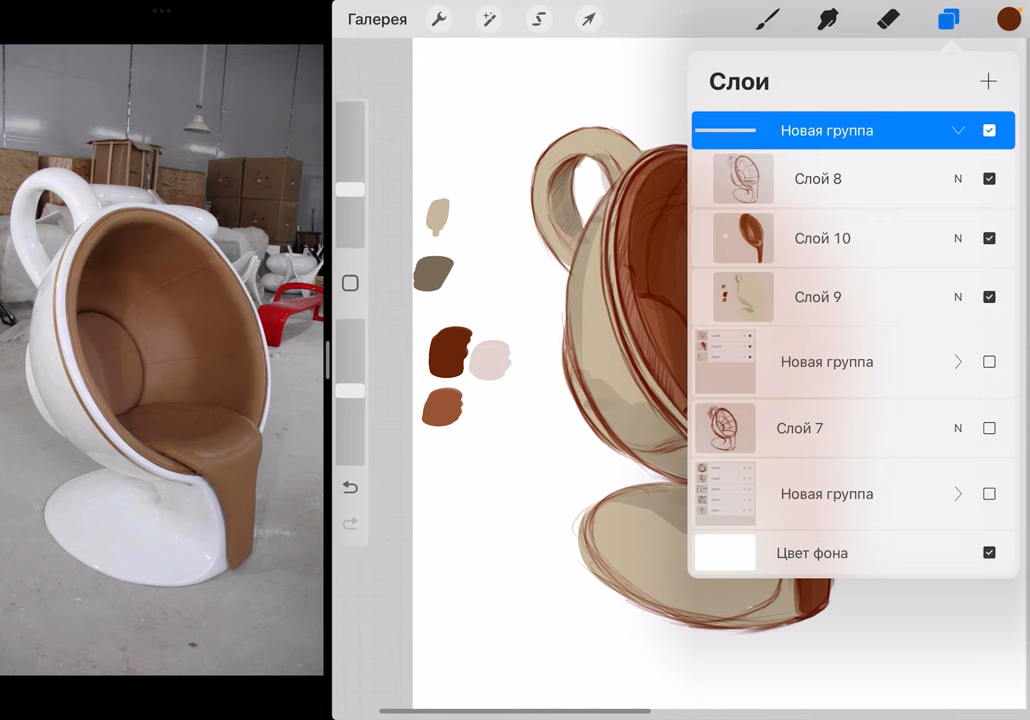 Галерея
Слои
Новая группа
Слой 8
N
Слой 10
N
Слой 9
N
Новая группа
Слой 7
N
Новая группа
Цвет фона